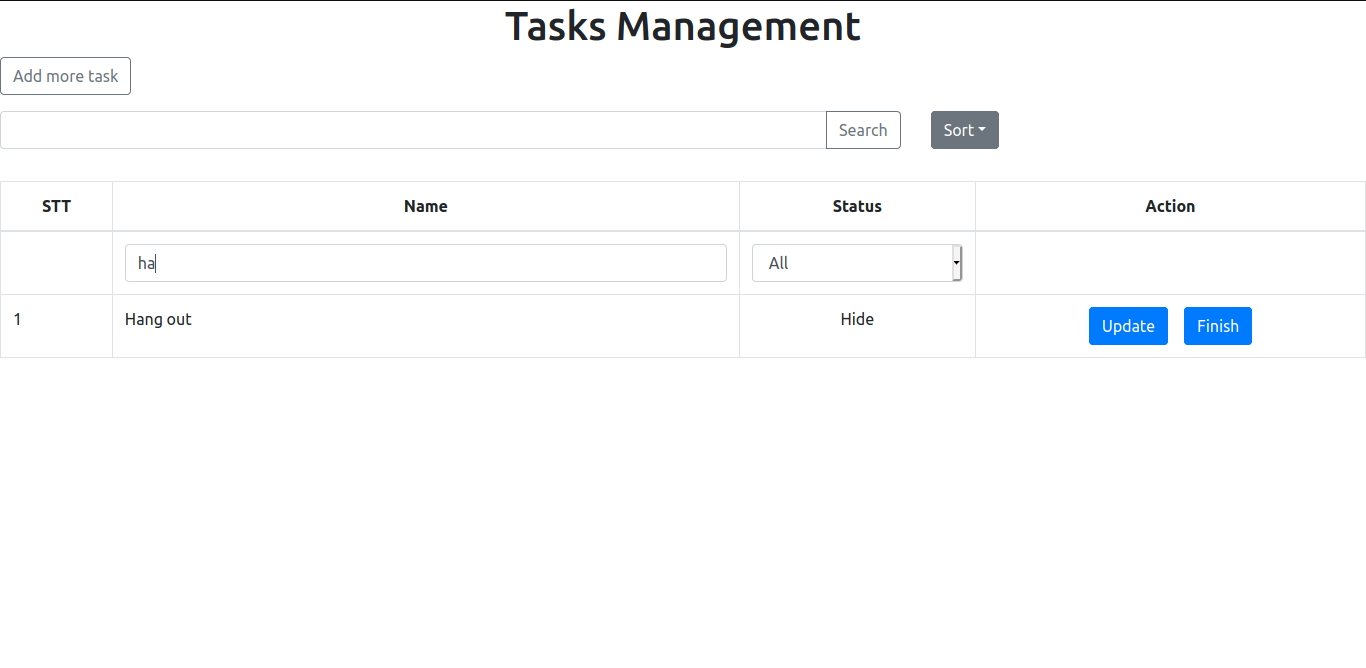 Tasks Management
Add more task
Search Sort
STT Name Status Action
ha All
1 Hang out Hide Update Finish